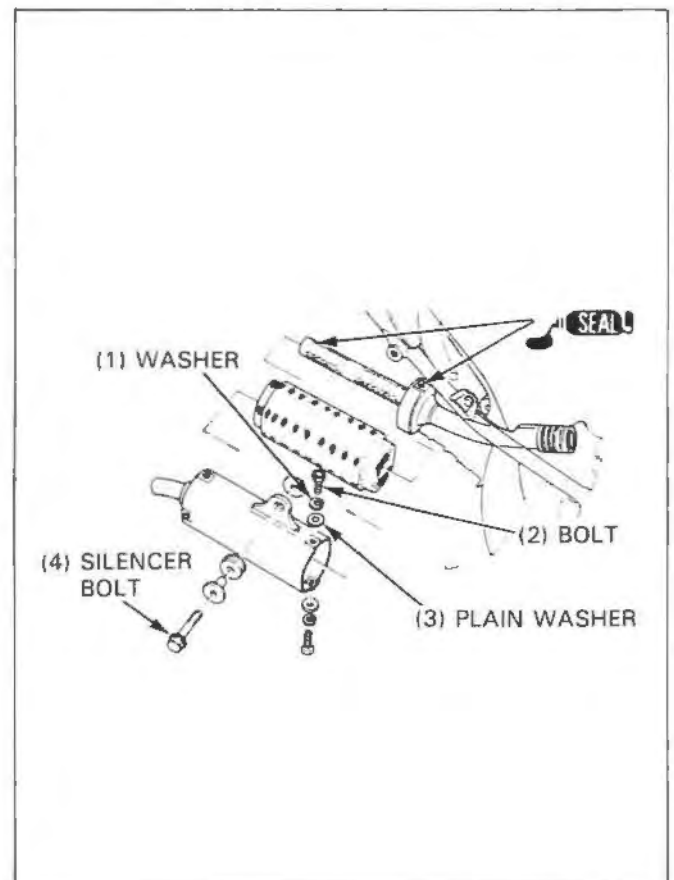 SEAL
(1) WASHER
(2) BOLT
(4) SILENCER
BOLT
(3) PLAIN WASHER